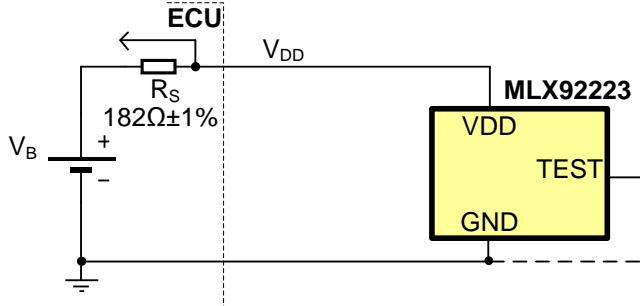 ECU
V_DD
R_S
182Ω±1%
V_B
+
−
MLX92223
VDD
TEST
GND